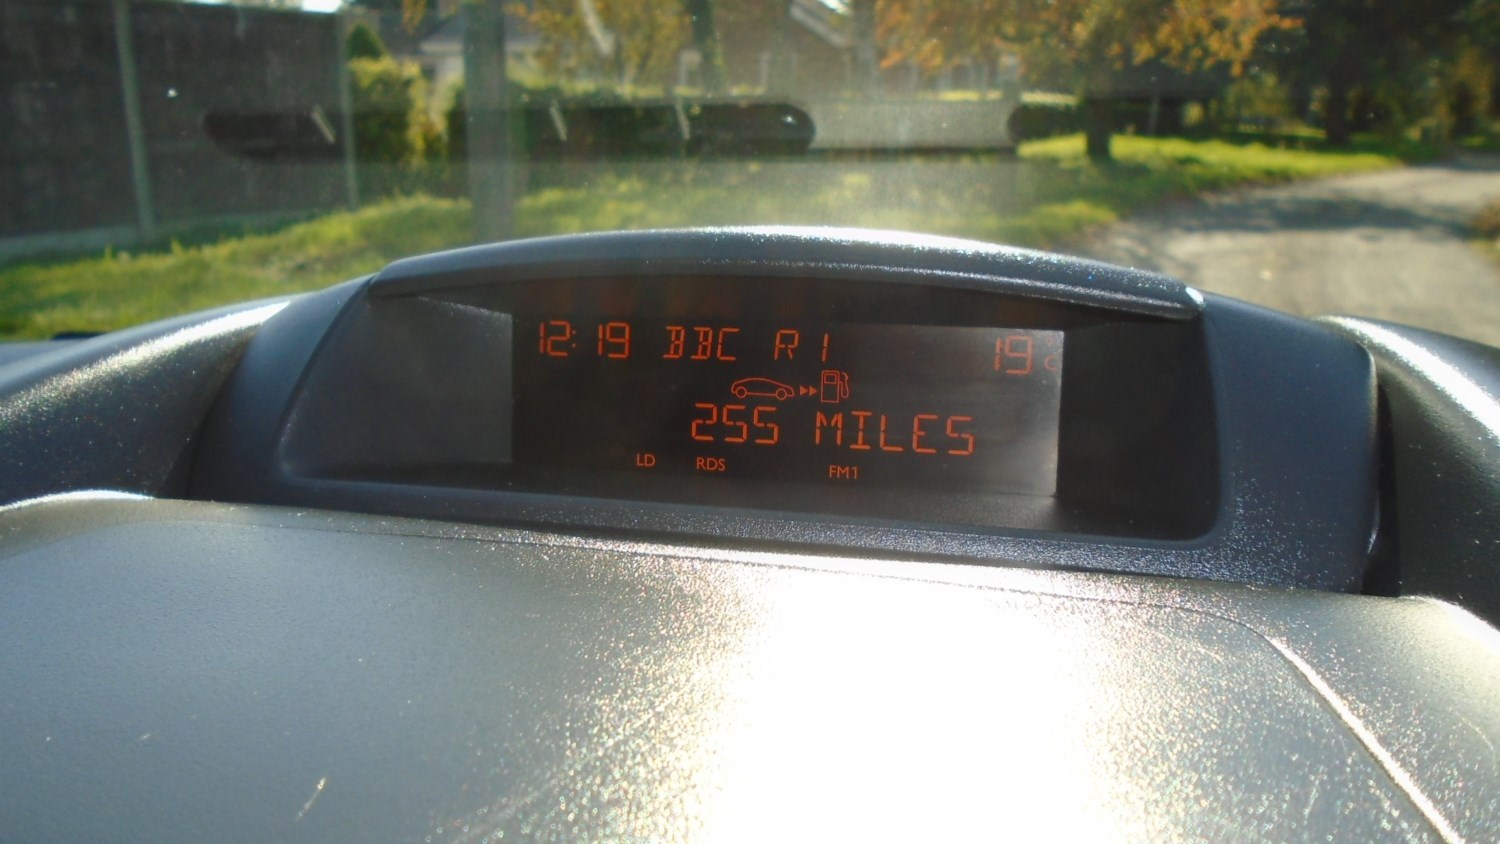 12:19 BBC R1 19°C
255 MILES
LD RDS FM1